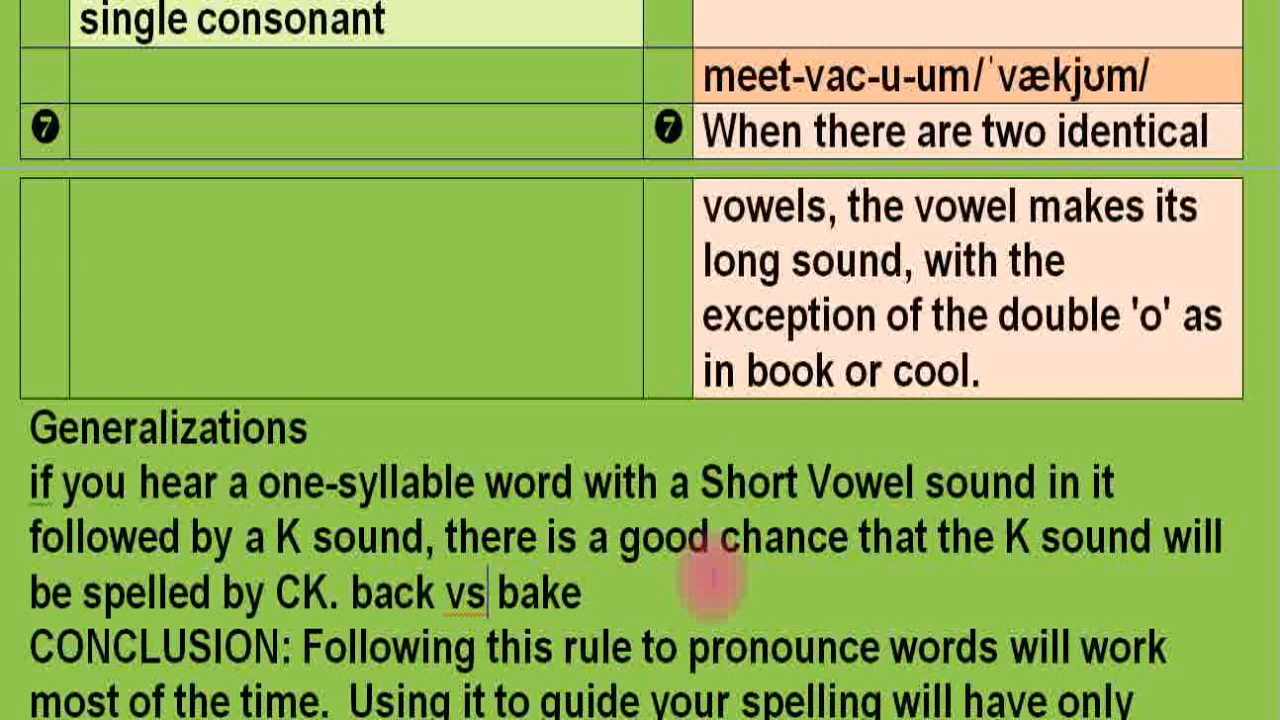 single consonant
meet-vac-u-um/ˈvækjʊm/
❼ ❼ When there are two identical
vowels, the vowel makes its
long sound, with the
exception of the double 'o' as
in book or cool.
Generalizations
if you hear a one-syllable word with a Short Vowel sound in it
followed by a K sound, there is a good chance that the K sound will
be spelled by CK. back vs bake
CONCLUSION: Following this rule to pronounce words will work
most of the time.  Using it to guide your spelling will have only